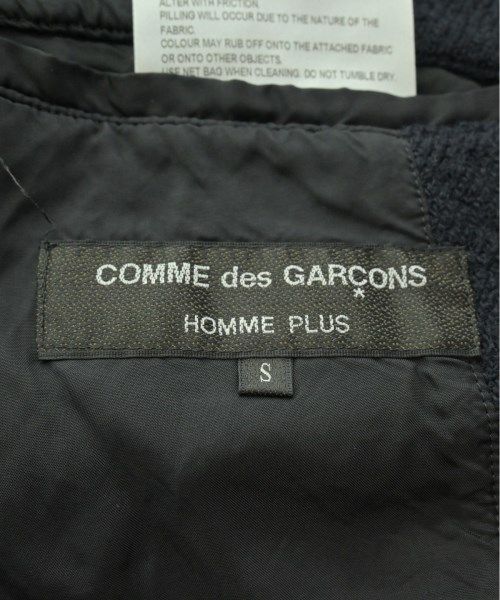 ALTER WITH FRICTION.
PILLING WILL OCCUR DUE TO THE NATURE OF THE
FABRIC.
COLOUR MAY RUB OFF ONTO THE ATTACHED FABRIC
OR ONTO OTHER OBJECTS.
USE NET BAG WHEN CLEANING. DO NOT TUMBLE DRY.
COMME des GARÇONS
HOMME PLUS
S